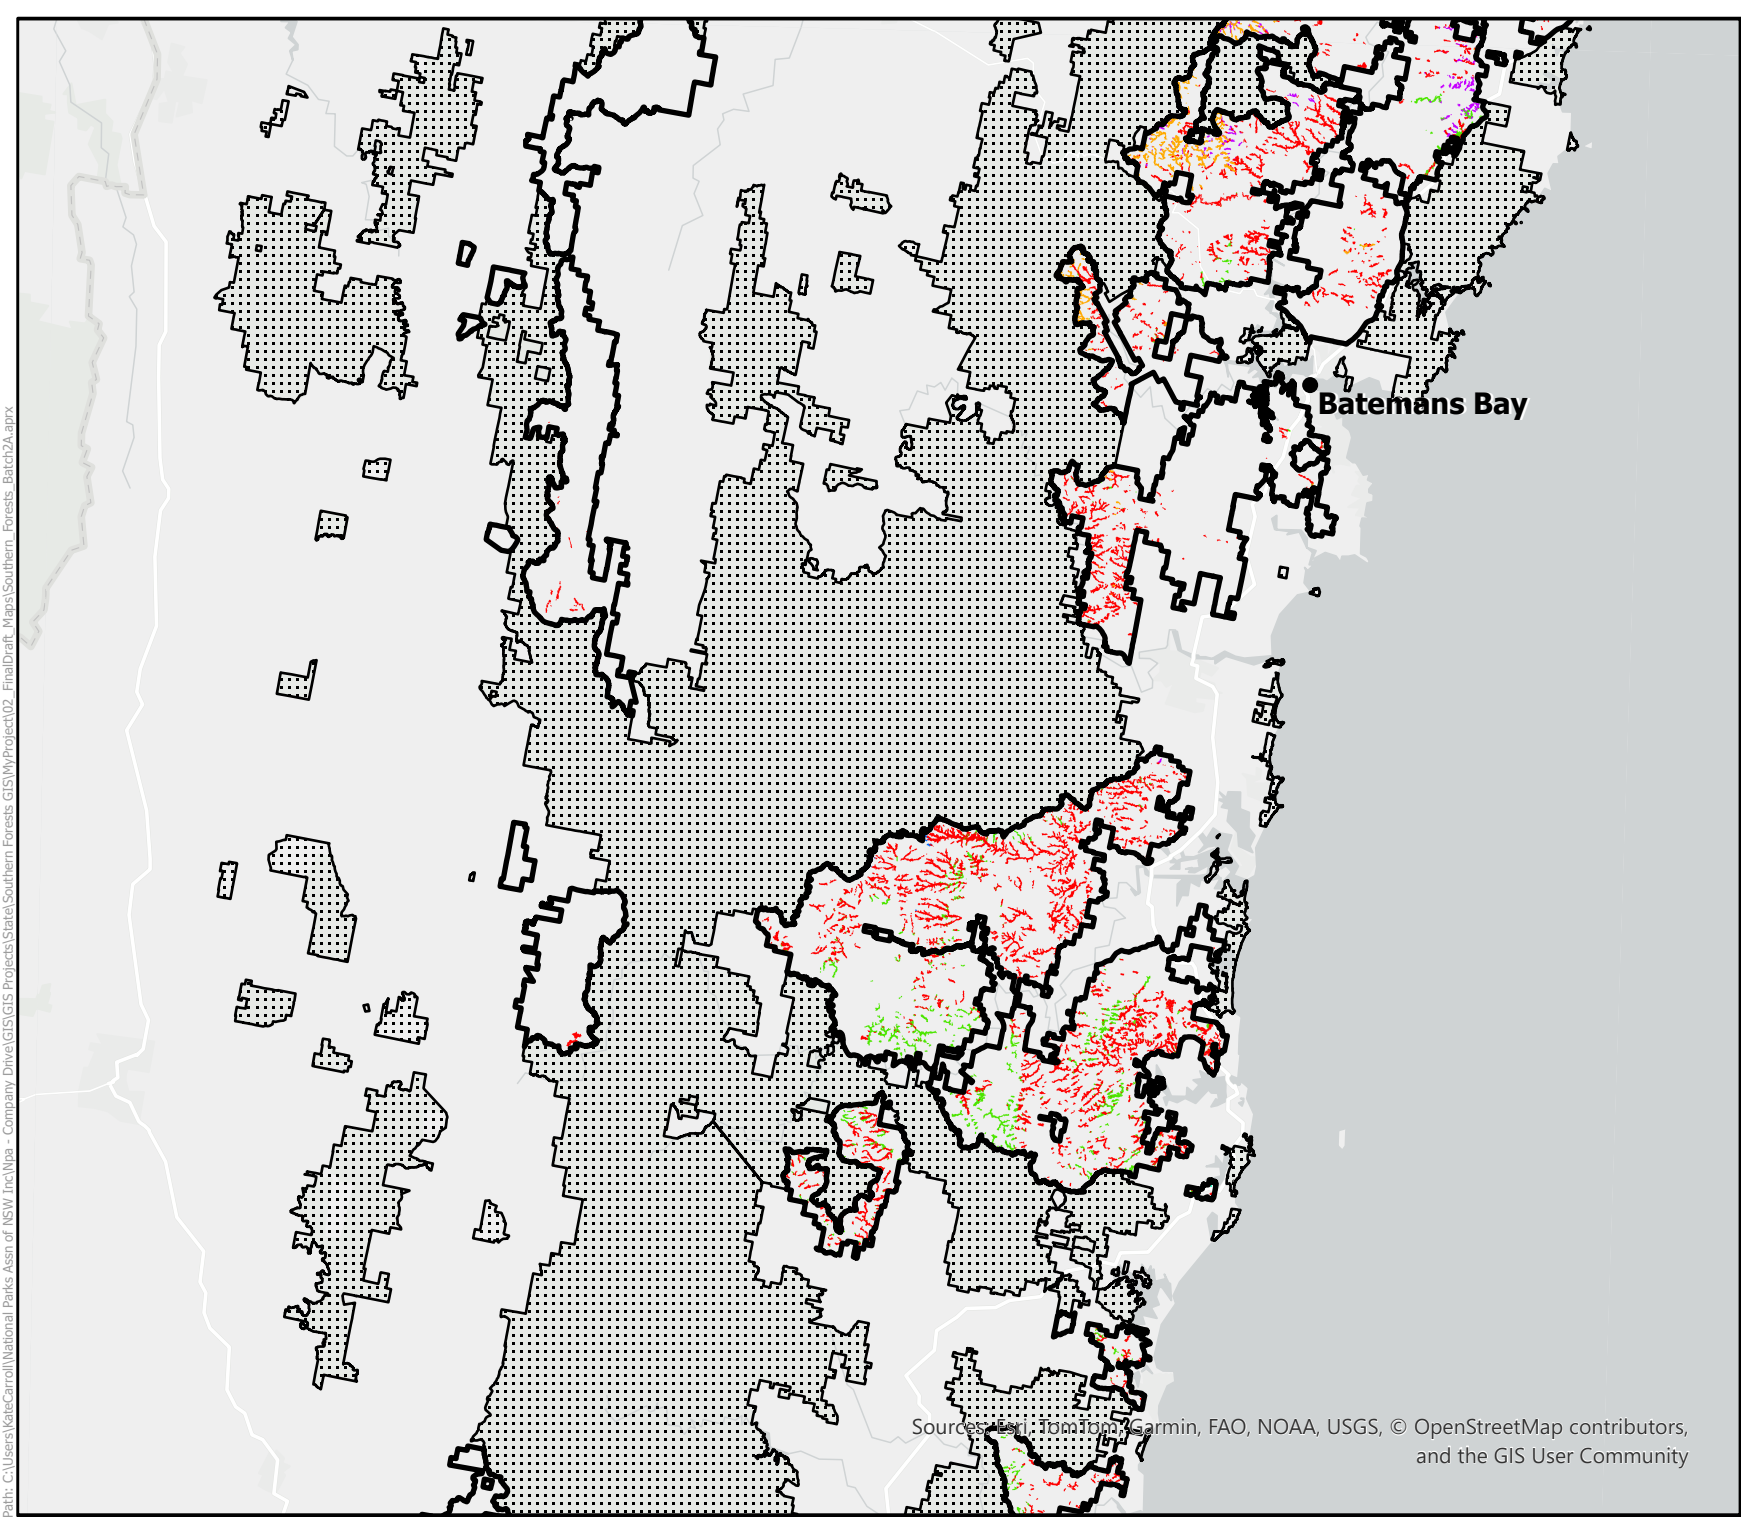 Batemans Bay
Sources: Esri, TomTom, Garmin, FAO, NOAA, USGS, © OpenStreetMap contributors,
and the GIS User Community
Path: C:\Users\KateCarroll\National Parks Assn of NSW Inc\Npa - Company Drive\GIS\GIS Projects\State\Southern Forests GIS\MyProject\02_FinalDraft_Maps\Southern_Forests_Batch2A.aprx